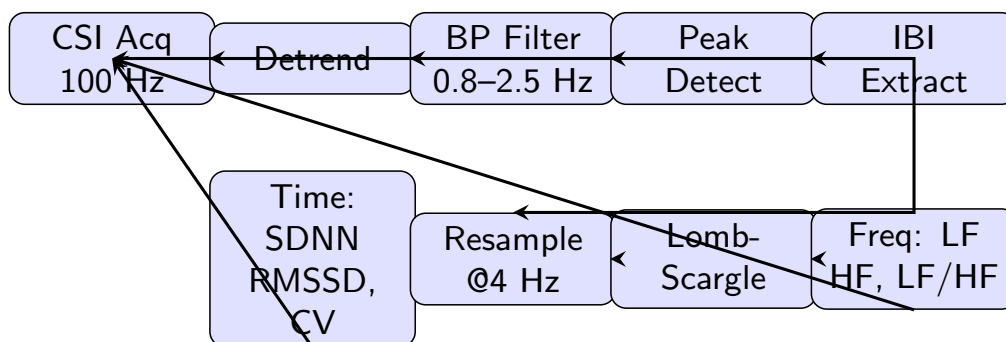 CSI Acq
100 Hz
Detrend
BP Filter
0.8–2.5 Hz
Peak
Detect
IBI
Extract
Time:
SDNN
RMSSD,
CV
Resample
@4 Hz
Lomb-
Scargle
Freq: LF
HF, LF/HF